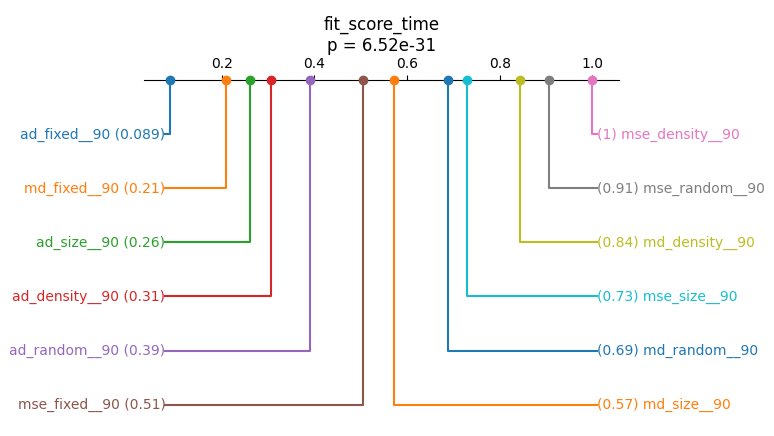 fit_score_time
p = 6.52e-31
0.2 0.4 0.6 0.8 1.0
ad_fixed__90 (0.089) (1) mse_density__90
md_fixed__90 (0.21) (0.91) mse_random__90
ad_size__90 (0.26) (0.84) md_density__90
ad_density__90 (0.31) (0.73) mse_size__90
ad_random__90 (0.39) (0.69) md_random__90
mse_fixed__90 (0.51) (0.57) md_size__90